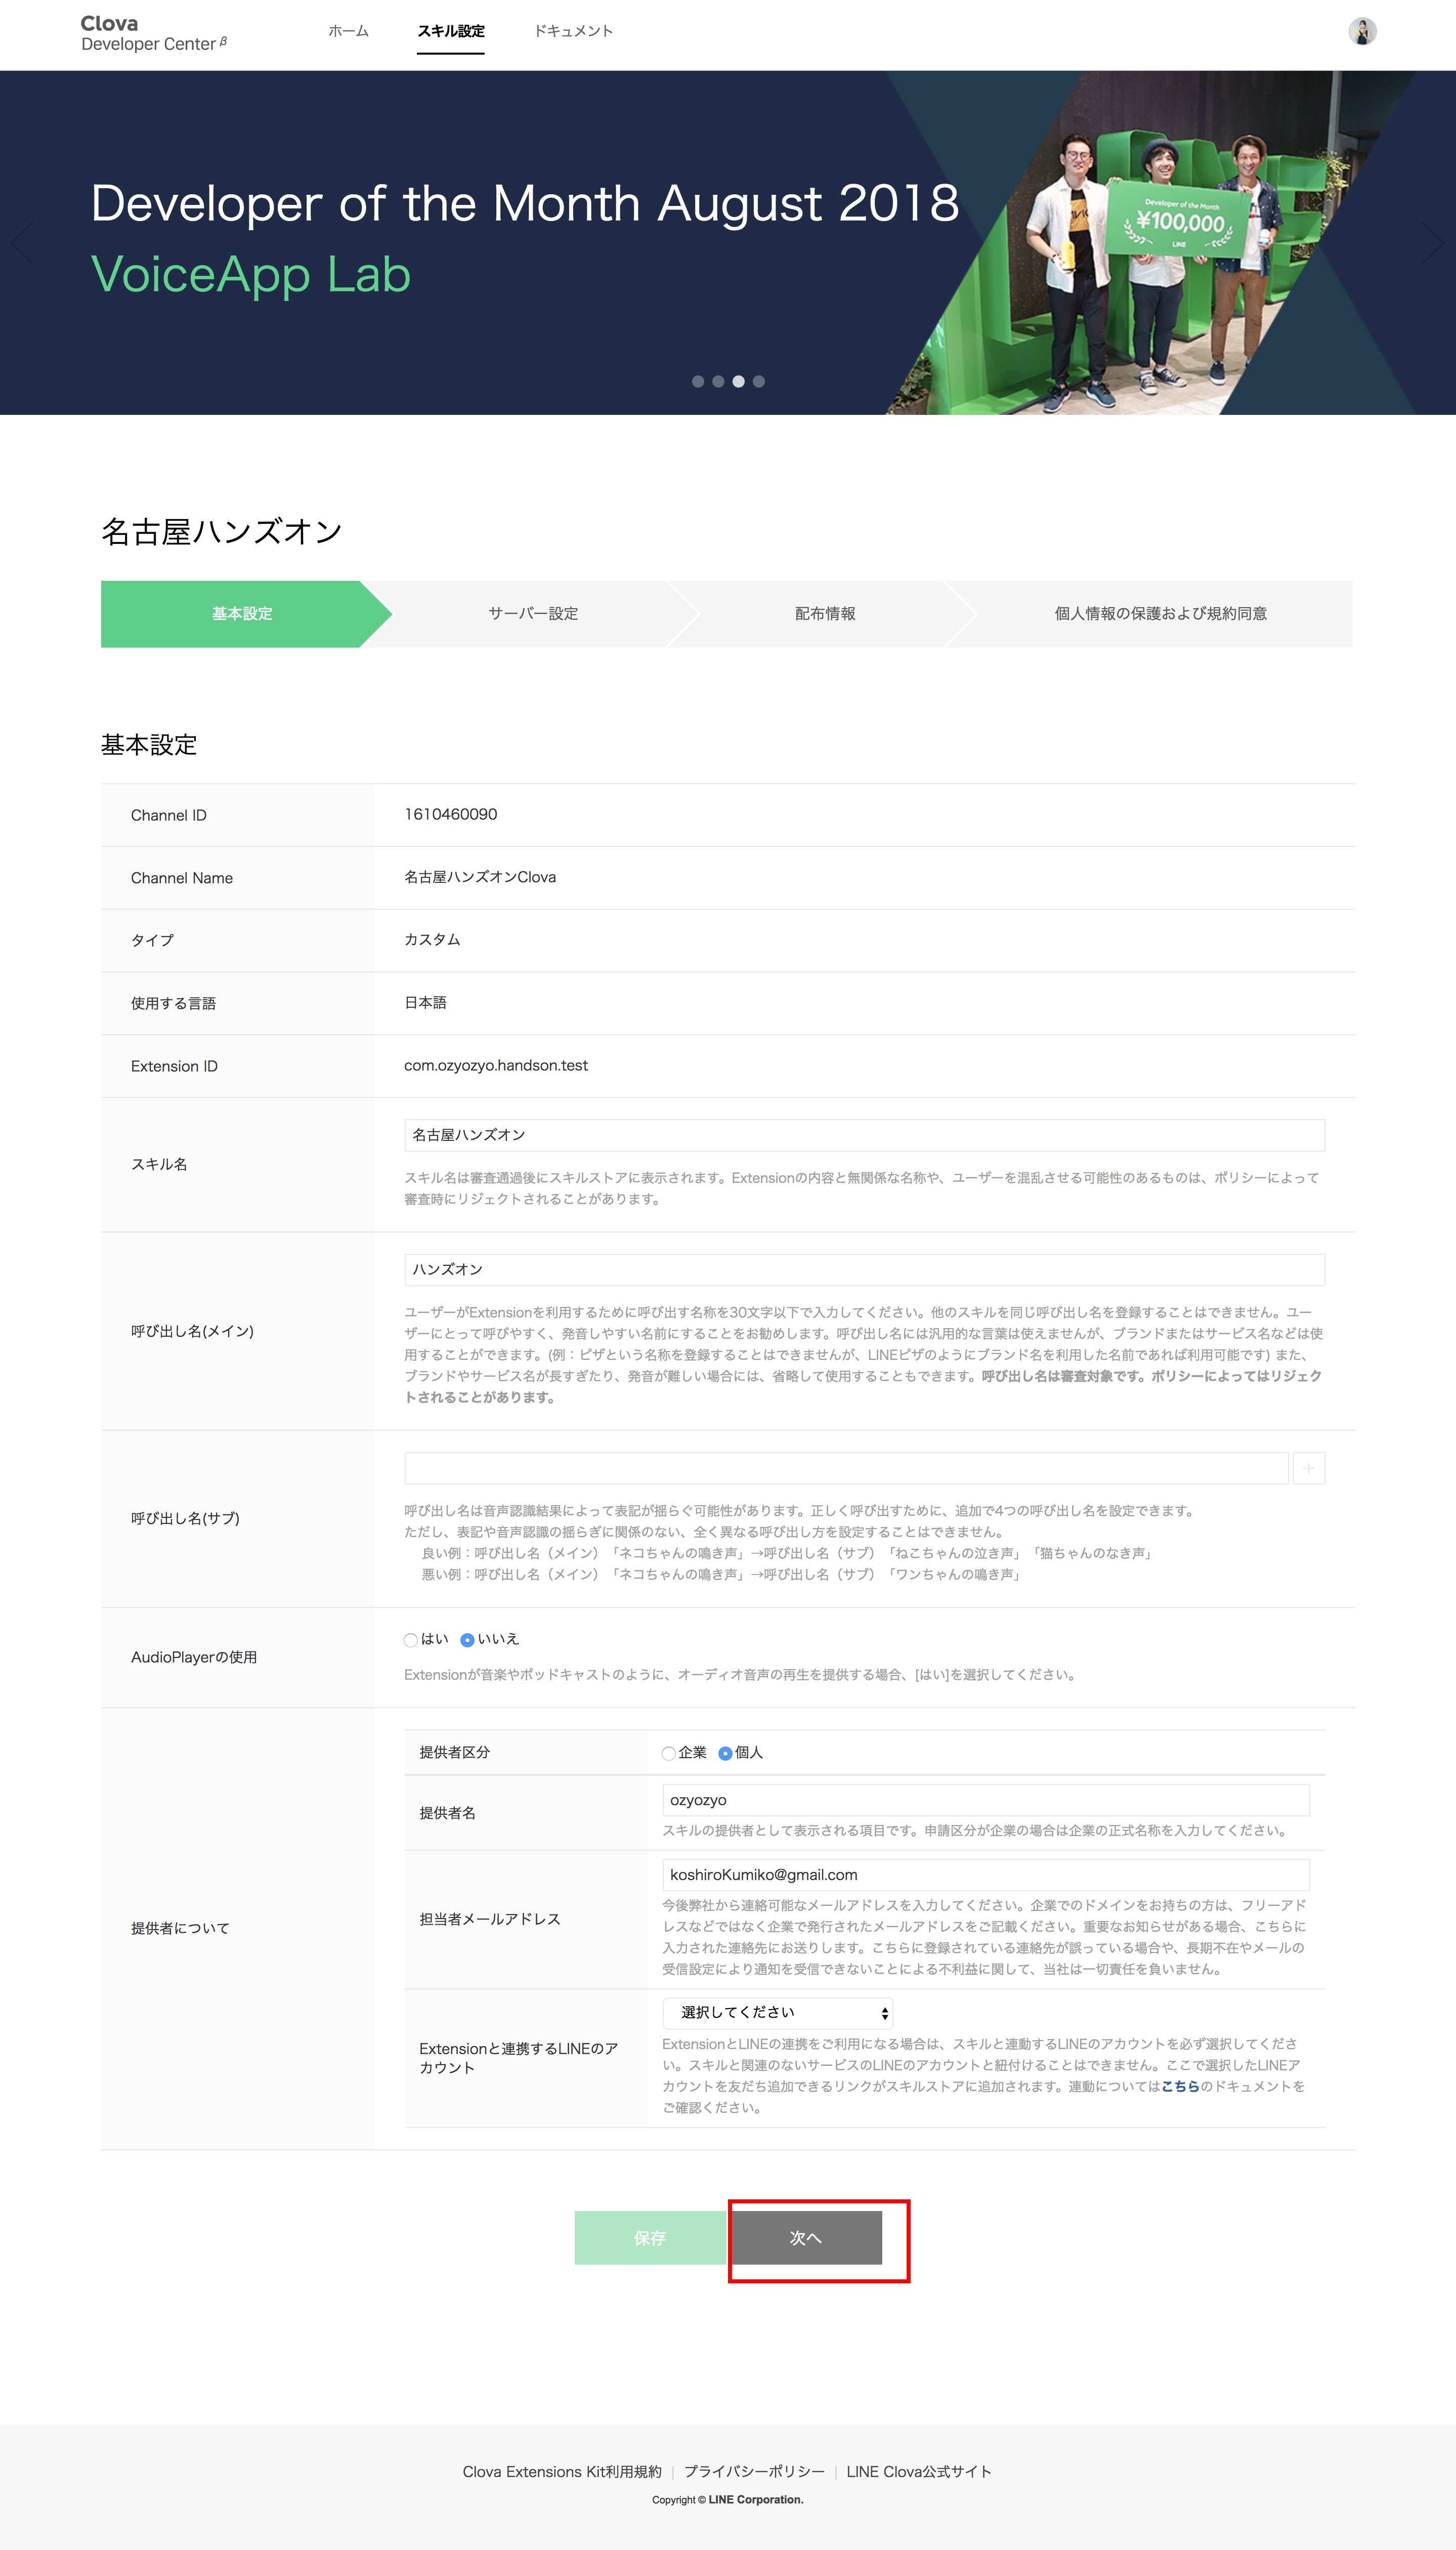 Clova
Developer Center β
ホーム
スキル設定
ドキュメント
Developer of the Month August 2018
VoiceApp Lab
Developer of the Month
¥100,000
LINE
名古屋ハンズオン
基本設定
サーバー設定
配布情報
個人情報の保護および規約同意
基本設定
Channel ID
1610460090
Channel Name
名古屋ハンズオンClova
タイプ
カスタム
使用する言語
日本語
Extension ID
com.ozyozyo.handson.test
スキル名
名古屋ハンズオン
スキル名は審査通過後にスキルストアに表示されます。Extensionの内容と無関係な名称や、ユーザーを混乱させる可能性のあるものは、ポリシーによって
審査時にリジェクトされることがあります。
呼び出し名(メイン)
ハンズオン
ユーザーがExtensionを利用するために呼び出す名称を30文字以下で入力してください。他のスキルを同じ呼び出し名を登録することはできません。ユー
ザーにとって呼びやすく、発音しやすい名前にすることをお勧めします。呼び出し名には汎用的な言葉は使えませんが、ブランドまたはサービス名などは使
用することができます。(例：ピザという名称を登録することはできませんが、LINEピザのようにブランド名を利用した名前であれば利用可能です) また、
ブランドやサービス名が長すぎたり、発音が難しい場合には、省略して使用することもできます。呼び出し名は審査対象です。ポリシーによってはリジェク
トされることがあります。
呼び出し名(サブ)
+
呼び出し名は音声認識結果によって表記が揺らぐ可能性があります。正しく呼び出すために、追加で4つの呼び出し名を設定できます。
ただし、表記や音声認識の揺らぎに関係のない、全く異なる呼び出し方を設定することはできません。
良い例：呼び出し名（メイン）「ネコちゃんの鳴き声」→呼び出し名（サブ）「ねこちゃんの泣き声」「猫ちゃんのなき声」
悪い例：呼び出し名（メイン）「ネコちゃんの鳴き声」→呼び出し名（サブ）「ワンちゃんの鳴き声」
AudioPlayerの使用
はい いいえ
Extensionが音楽やポッドキャストのように、オーディオ音声の再生を提供する場合、[はい]を選択してください。
提供者について
提供者区分
企業 個人
提供者名
ozyozyo
スキルの提供者として表示される項目です。申請区分が企業の場合は企業の正式名称を入力してください。
担当者メールアドレス
koshiroKumiko@gmail.com
今後弊社から連絡可能なメールアドレスを入力してください。企業でのドメインをお持ちの方は、フリーアド
レスなどではなく企業で発行されたメールアドレスをご記載ください。重要なお知らせがある場合、こちらに
入力された連絡先にお送りします。こちらに登録されている連絡先が誤っている場合や、長期不在やメールの
受信設定により通知を受信できないことによる不利益に関して、当社は一切責任を負いません。
Extensionと連携するLINEのア
カウント
選択してください
ExtensionとLINEの連携をご利用になる場合は、スキルと連動するLINEのアカウントを必ず選択してくださ
い。スキルと関連のないサービスのLINEのアカウントと紐付けることはできません。ここで選択したLINEア
カウントを友だち追加できるリンクがスキルストアに追加されます。連動についてはこちらのドキュメントを
ご確認ください。
保存
次へ
Clova Extensions Kit利用規約 | プライバシーポリシー | LINE Clova公式サイト
Copyright © LINE Corporation.